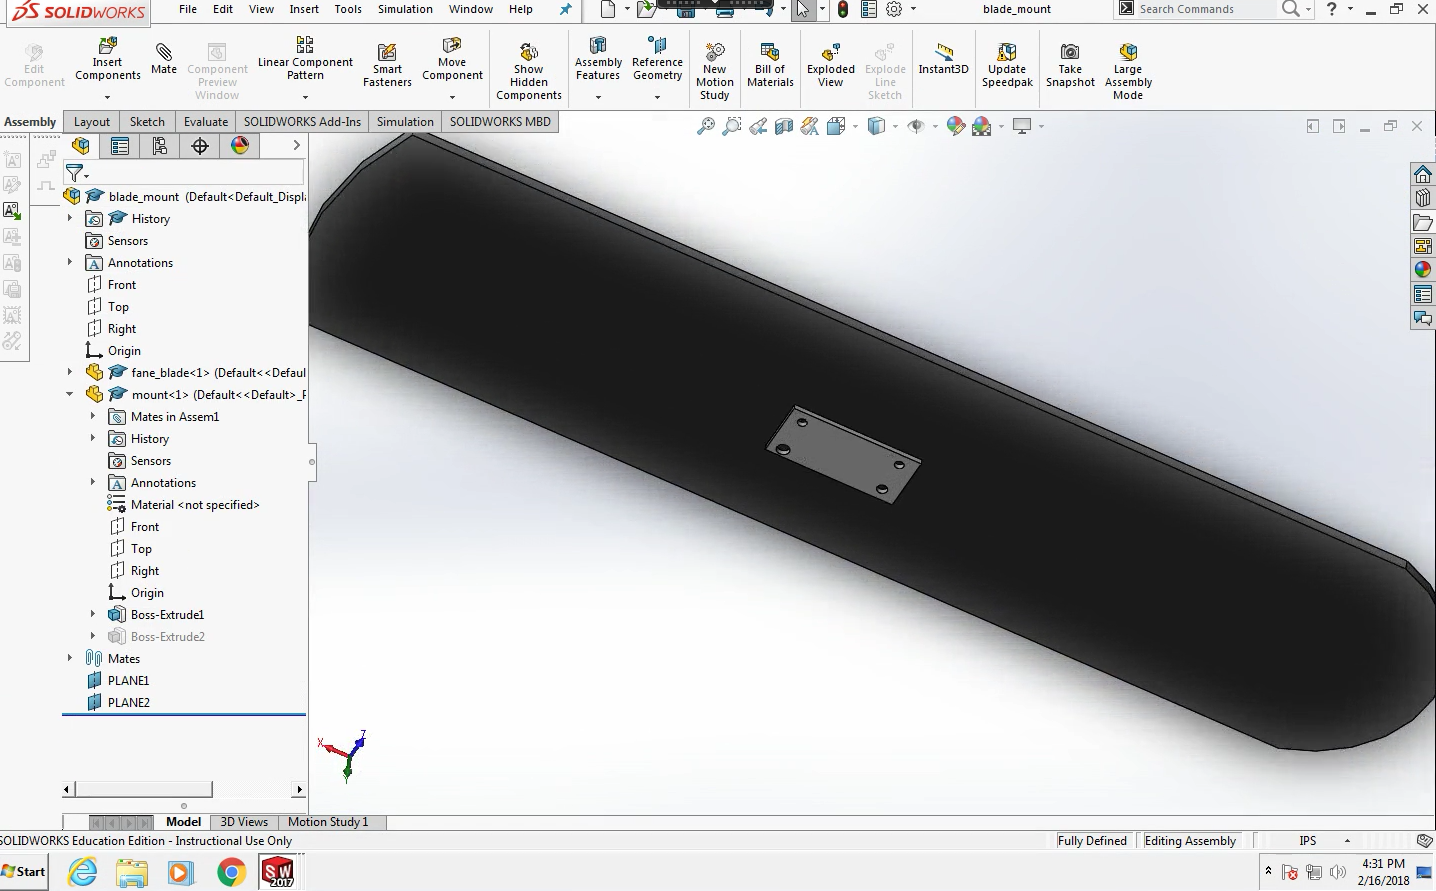 SOLIDWORKS
File Edit View Insert Tools Simulation Window Help
blade_mount
Search Commands
?
Edit Component
Insert Components
Mate
Component Preview Window
Linear Component Pattern
Smart Fasteners
Move Component
Show Hidden Components
Assembly Features
Reference Geometry
New Motion Study
Bill of Materials
Exploded View
Explode Line Sketch
Instant3D
Update Speedpak
Take Snapshot
Large Assembly Mode
Assembly Layout Sketch Evaluate SOLIDWORKS Add-Ins Simulation SOLIDWORKS MBD
blade_mount (Default<Default_Displa
History
Sensors
Annotations
Front
Top
Right
Origin
fane_blade<1> (Default<<Defaul
mount<1> (Default<<Default>_P
Mates in Assem1
History
Sensors
Annotations
Material <not specified>
Front
Top
Right
Origin
Boss-Extrude1
Boss-Extrude2
Mates
PLANE1
PLANE2
X
Z
Y
Model 3D Views Motion Study 1
SOLIDWORKS Education Edition - Instructional Use Only
Fully Defined Editing Assembly IPS
Start
SW
2017
4:31 PM
2/16/2018